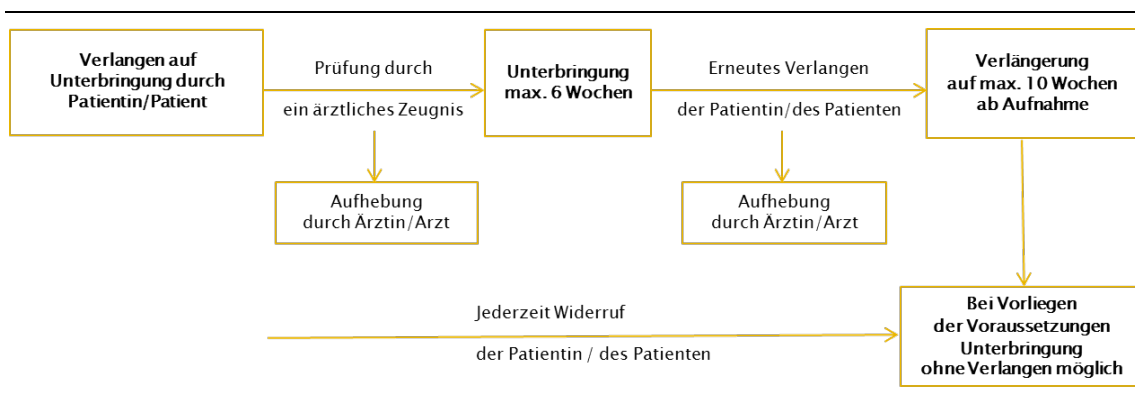 Verlangen auf
Unterbringung durch
Patientin/Patient
Prüfung durch
ein ärztliches Zeugnis
Unterbringung
max. 6 Wochen
Erneutes Verlangen
der Patientin/des Patienten
Verlängerung
auf max. 10 Wochen
ab Aufnahme
Aufhebung
durch Ärztin/Arzt
Aufhebung
durch Ärztin/Arzt
Jederzeit Widerruf
der Patientin / des Patienten
Bei Vorliegen
der Voraussetzungen
Unterbringung
ohne Verlangen möglich